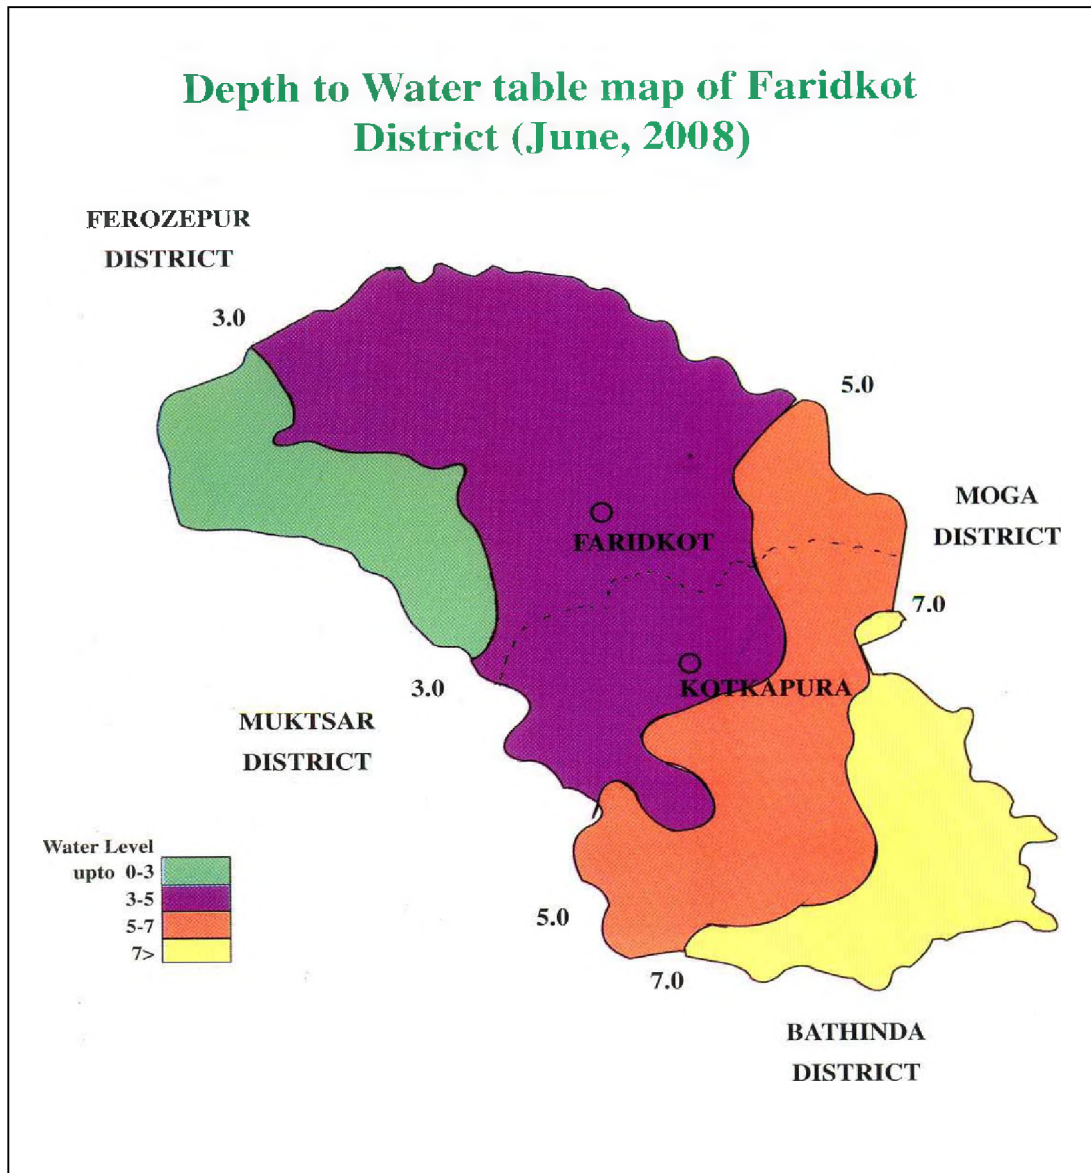 Depth to Water table map of Faridkot
District (June, 2008)
FEROZEPUR
DISTRICT
3.0
5.0
MOGA
DISTRICT
FARIDKOT
7.0
KOTKAPURA
3.0
MUKTSAR
DISTRICT
Water Level
upto 0-3
3-5
5-7
7>
5.0
7.0
BATHINDA
DISTRICT